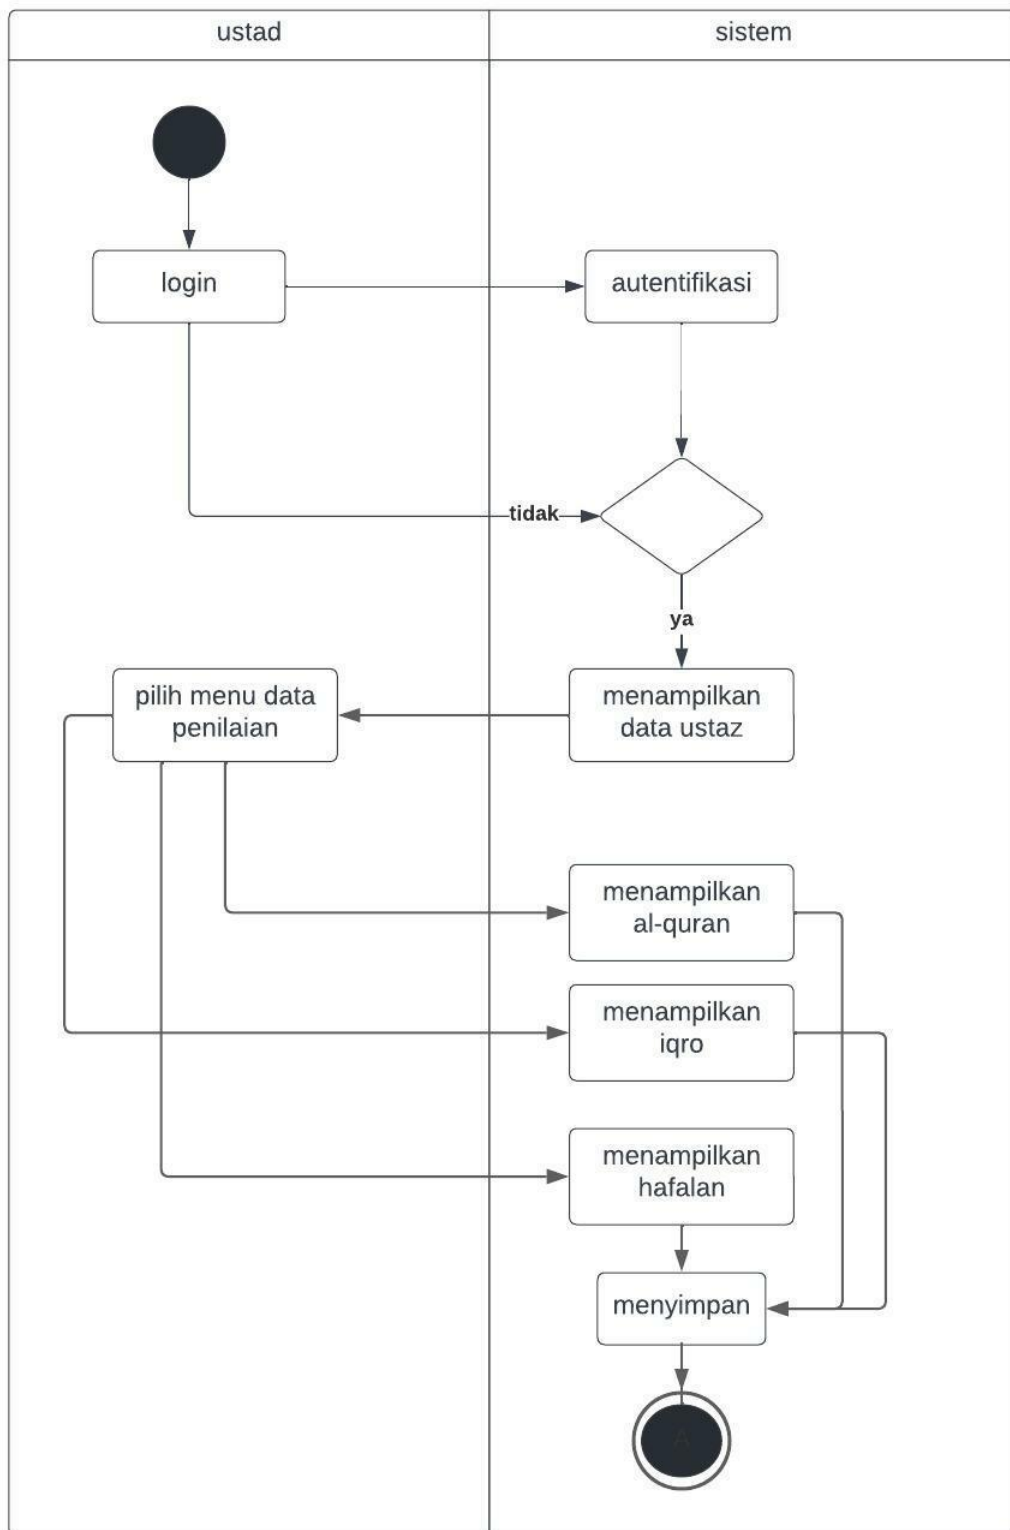 ustad
sistem
login
autentifikasi
tidak
ya
pilih menu data
penilaian
menampilkan
data ustaz
menampilkan
al-quran
menampilkan
iqro
menampilkan
hafalan
menyimpan
A